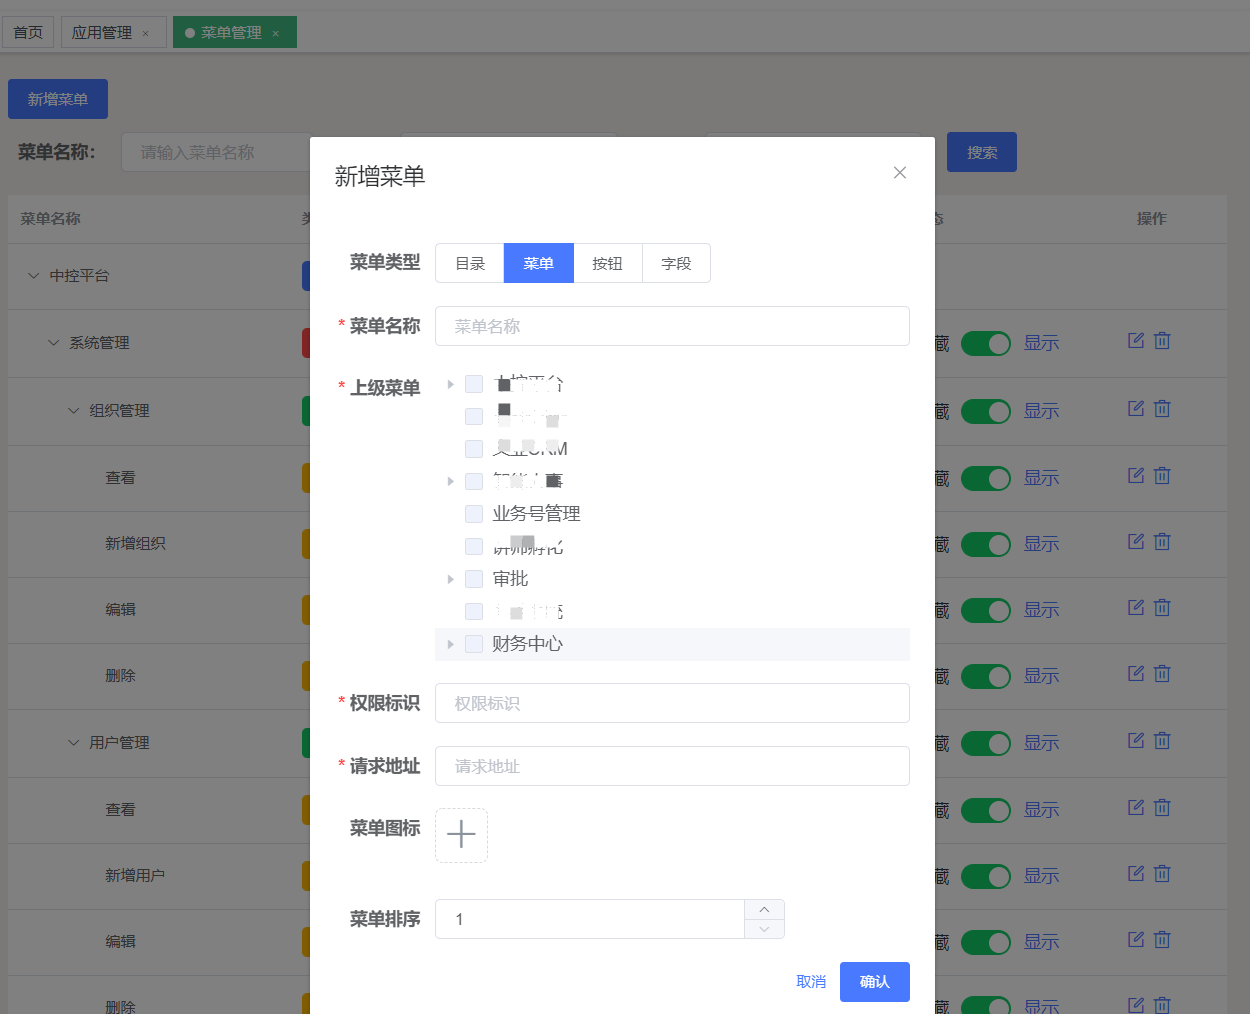 首页 应用管理 × 菜单管理 ×
新增菜单
菜单名称: 请输入菜单名称 搜索
菜单名称 操作
中控平台
系统管理 藏 显示
组织管理 藏 显示
查看 藏 显示
新增组织 藏 显示
编辑 藏 显示
删除 藏 显示
用户管理 藏 显示
查看 藏 显示
新增用户 藏 显示
编辑 藏 显示
删除 藏 显示
新增菜单
菜单类型 目录 菜单 按钮 字段
* 菜单名称 菜单名称
* 上级菜单
业务号管理
审批
财务中心
* 权限标识 权限标识
* 请求地址 请求地址
菜单图标
菜单排序 1
取消 确认